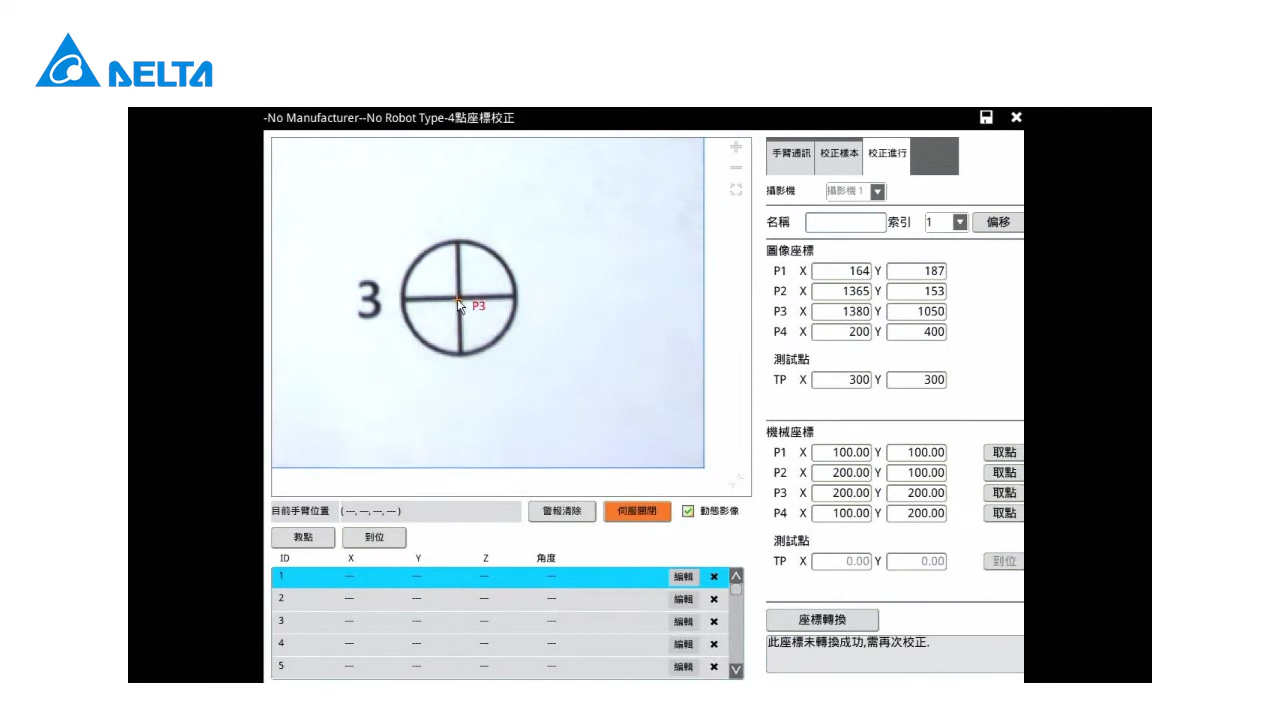 DELTA
-No Manufacturer--No Robot Type-4點座標校正
3
P3
手臂通訊 校正樣本 校正進行
攝影機 攝影機 1
名稱 索引 1 偏移
圖像座標
P1 X 164 Y 187
P2 X 1365 Y 153
P3 X 1380 Y 1050
P4 X 200 Y 400
測試點
TP X 300 Y 300
機械座標
P1 X 100.00 Y 100.00 取點
P2 X 200.00 Y 100.00 取點
P3 X 200.00 Y 200.00 取點
P4 X 100.00 Y 200.00 取點
測試點
TP X 0.00 Y 0.00 到位
座標轉換
此座標未轉換成功,需再次校正.
目前手臂位置 ( ---, ---, ---, --- ) 警報清除 伺服關閉 動態影像
教點 到位
ID X Y Z 角度
1 --- --- --- --- 編輯
2 --- --- --- --- 編輯
3 --- --- --- --- 編輯
4 --- --- --- --- 編輯
5 --- --- --- --- 編輯